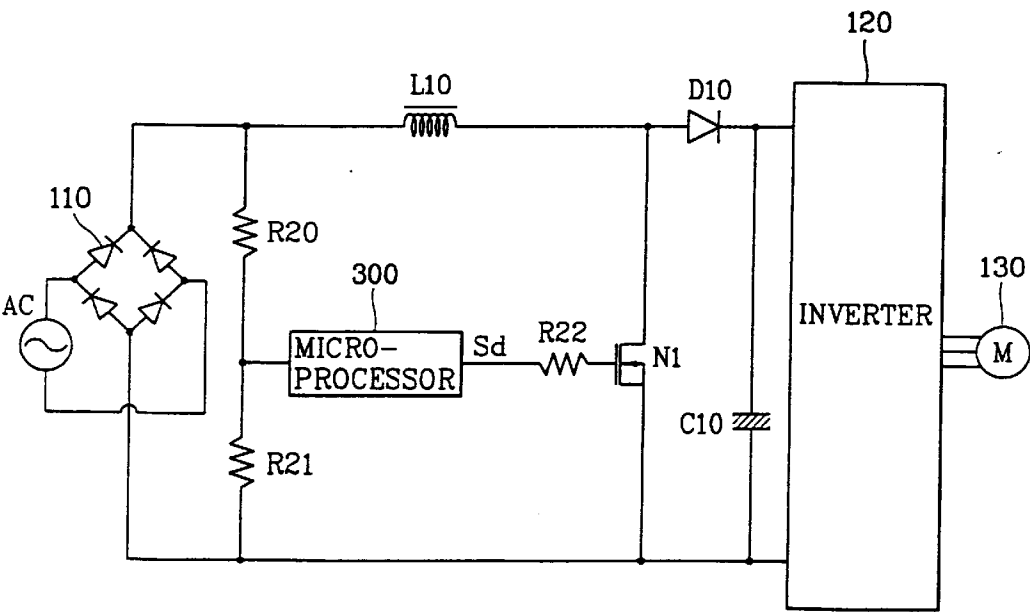 120
L10
D10
110
R20
300
130
AC
MICRO-
PROCESSOR
Sd
R22
N1
INVERTER
M
C10
R21